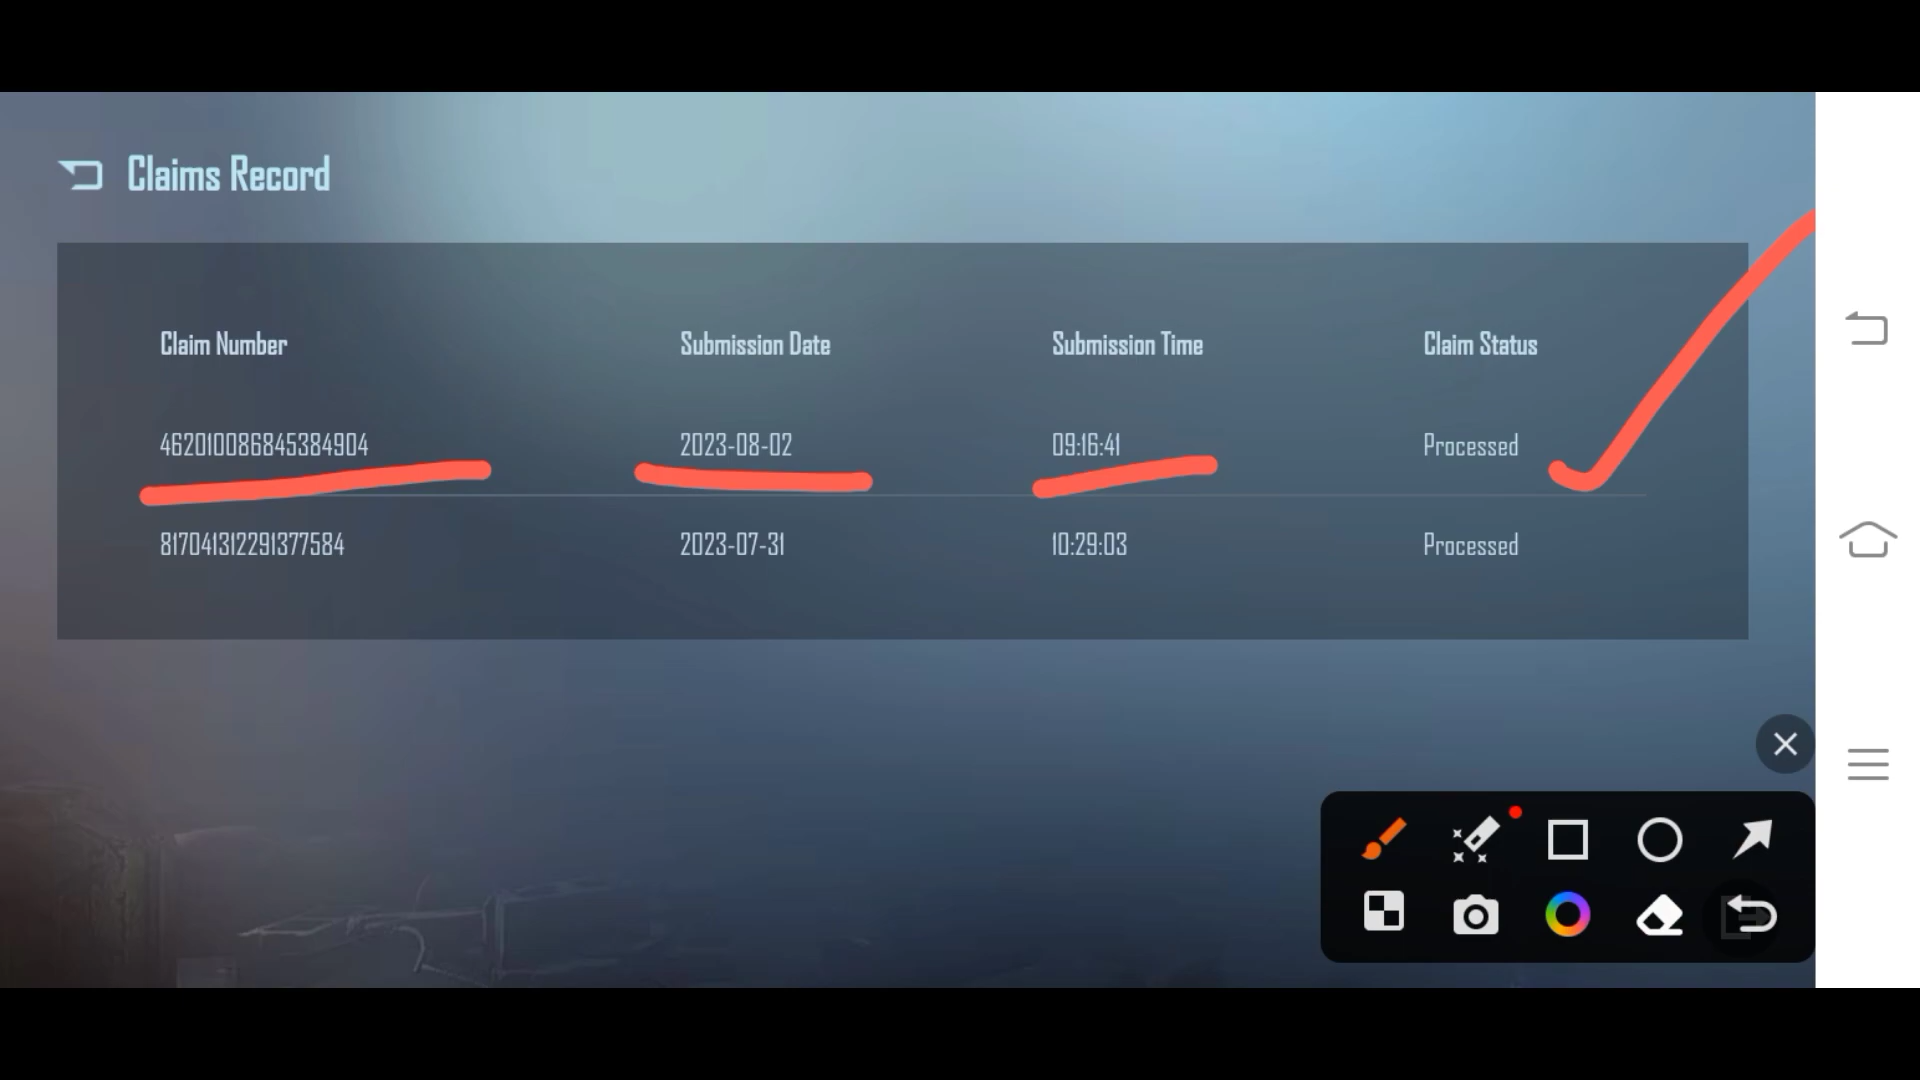 Claims Record
Claim Number Submission Date Submission Time Claim Status
462010086845384904 2023-08-02 09:16:41 Processed
817041312291377584 2023-07-31 10:29:03 Processed